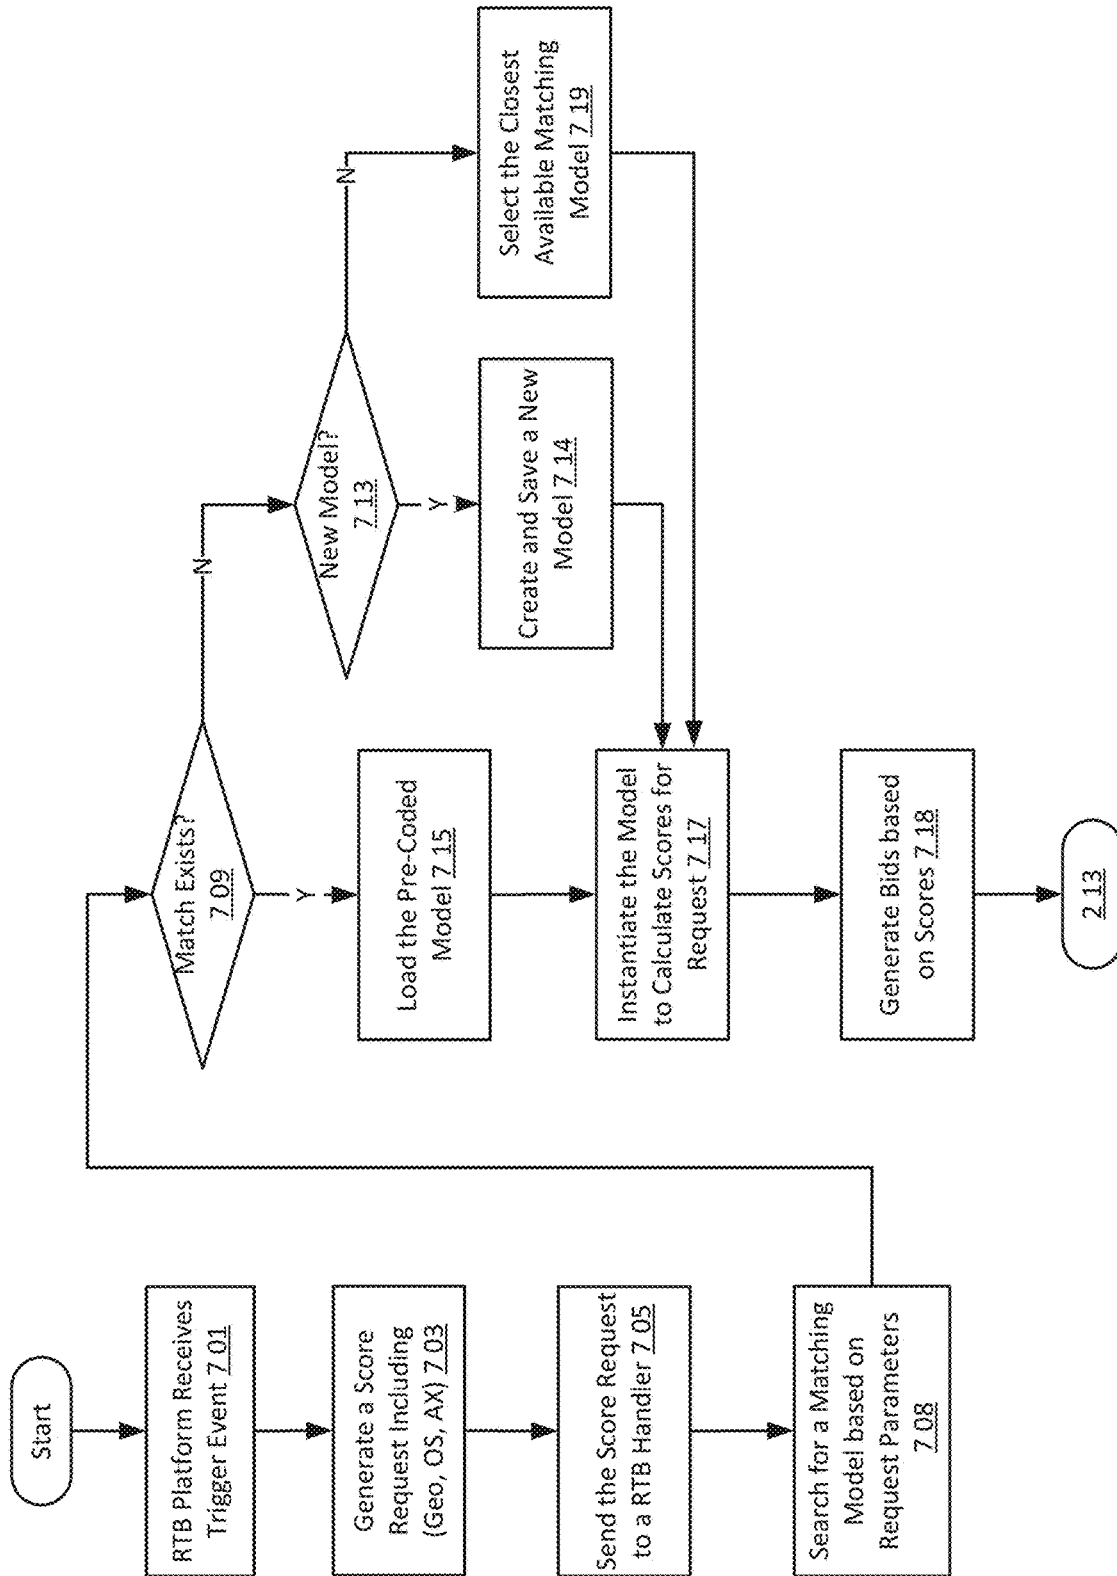 Start
RTB Platform Receives
Trigger Event 7 01
Generate a Score
Request Including
(Geo, OS, AX) 7 03
Send the Score Request
to a RTB Handler 7 05
Search for a Matching
Model based on
Request Parameters
7 08
Match Exists?
7 09
Y
N
Load the Pre-Coded
Model 7 15
Instantiate the Model
to Calculate Scores for
Request 7 17
Generate Bids based
on Scores 7 18
2 13
New Model?
7 13
Y
N
Create and Save a New
Model 7 14
Select the Closest
Available Matching
Model 7 19